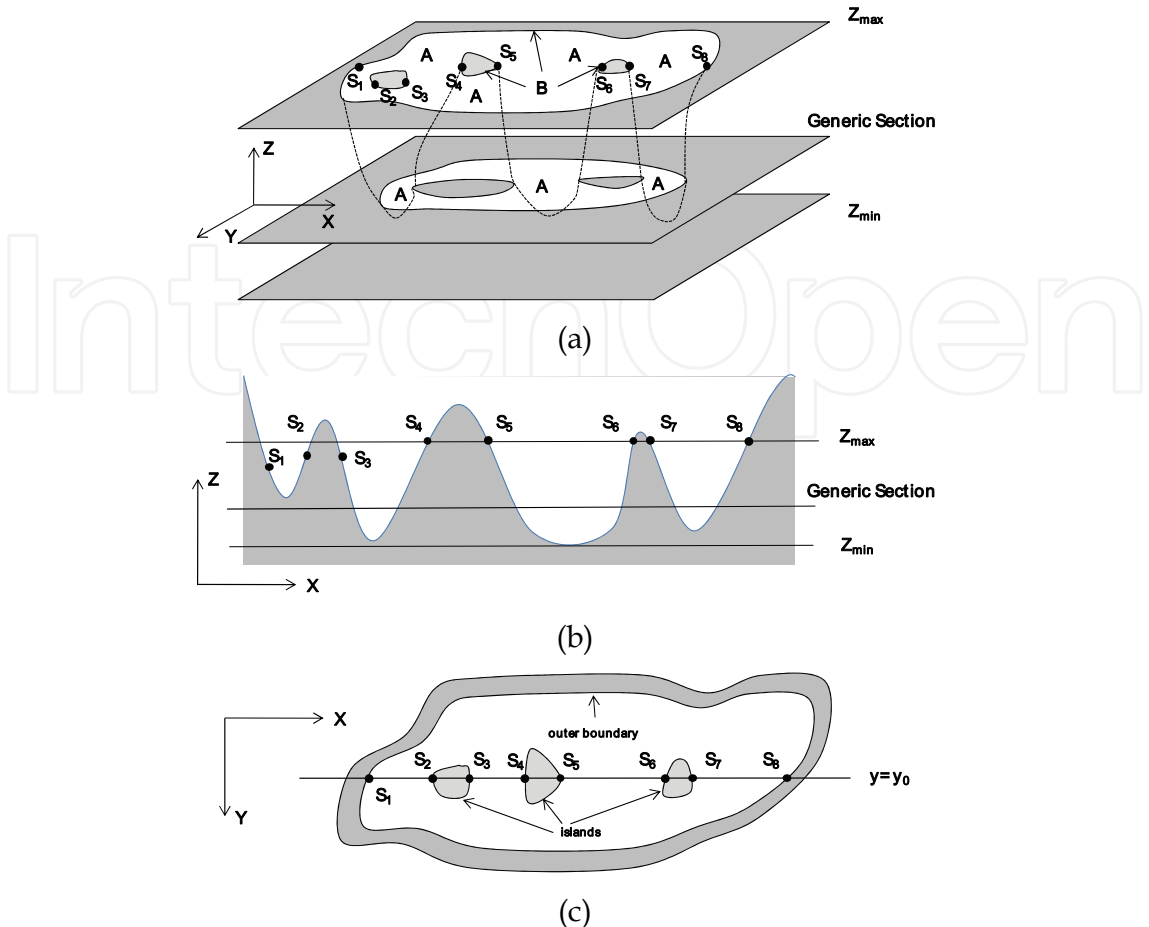 Zmax
A
A
A
A
B
S1
S2
S3
S4
S5
S6
S7
S8
Generic Section
Z
X
Y
A
A
A
Zmin
IntechOpen
(a)
S1
S2
S3
S4
S5
S6
S7
S8
Zmax
Generic Section
Zmin
Z
X
(b)
X
Y
outer boundary
S1
S2
S3
S4
S5
S6
S7
S8
y=y0
islands
(c)